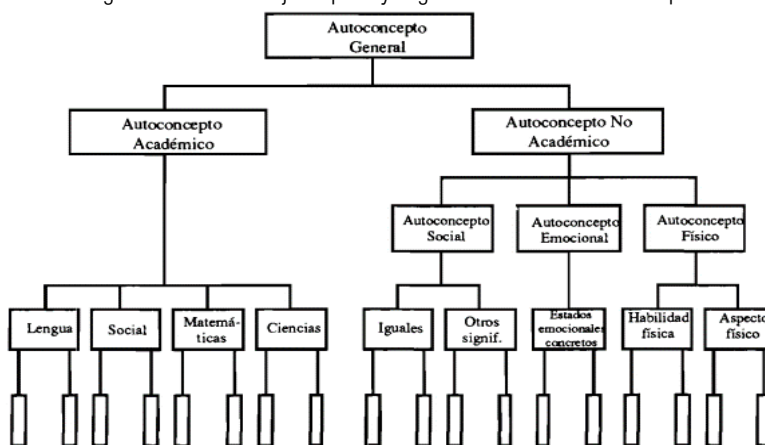 Autoconcepto
General
Autoconcepto
Académico
Autoconcepto No
Académico
Autoconcepto
Social
Autoconcepto
Emocional
Autoconcepto
Físico
Lengua
Social
Matemá-
ticas
Ciencias
Iguales
Otros
signif.
Estados
emocionales
concretos
Habilidad
física
Aspecto
físico